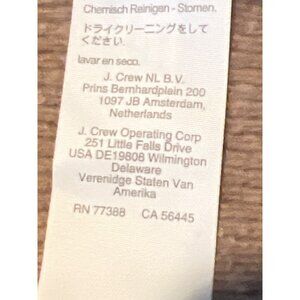 Chemisch Reinigen - Stomen.
ドライクリーニングをして
ください.
lavar en seco.
J. Crew NL B.V.
Prins Bernhardplein 200
1097 JB Amsterdam,
Netherlands
J. Crew Operating Corp
251 Little Falls Drive
USA DE19808 Wilmington
Delaware
Verenidge Staten Van
Amerika
RN 77388 CA 56445